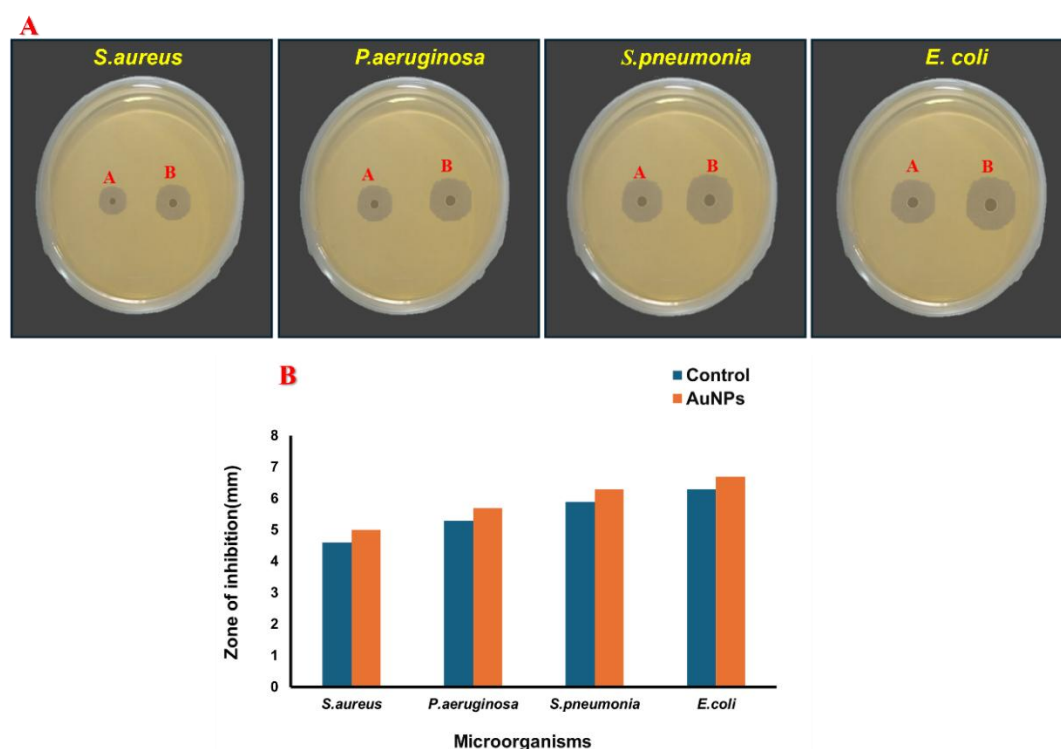 A
S.aureus
P.aeruginosa
S.pneumonia
E. coli
A
B
A
B
A
B
A
B
B
Control
AuNPs
Zone of inhibition(mm)
8
7
6
5
4
3
2
1
0
S.aureus
P.aeruginosa
S.pneumonia
E.coli
Microorganisms